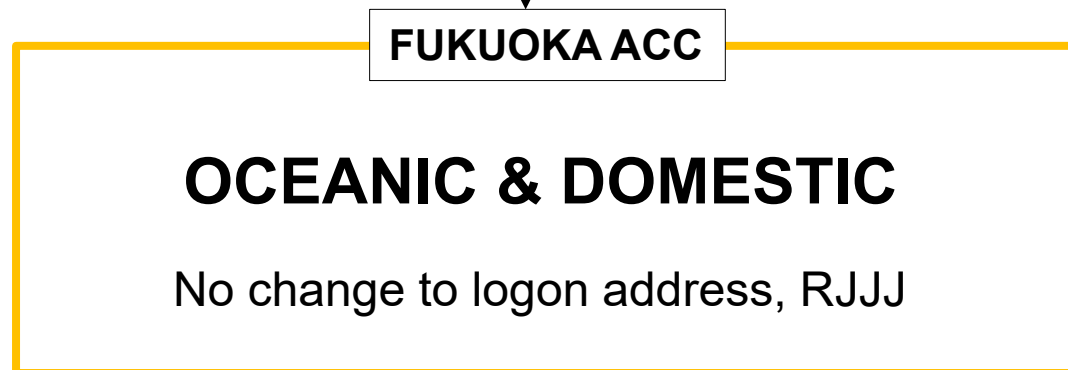 FUKUOKA ACC
OCEANIC & DOMESTIC
No change to logon address, RJJJ